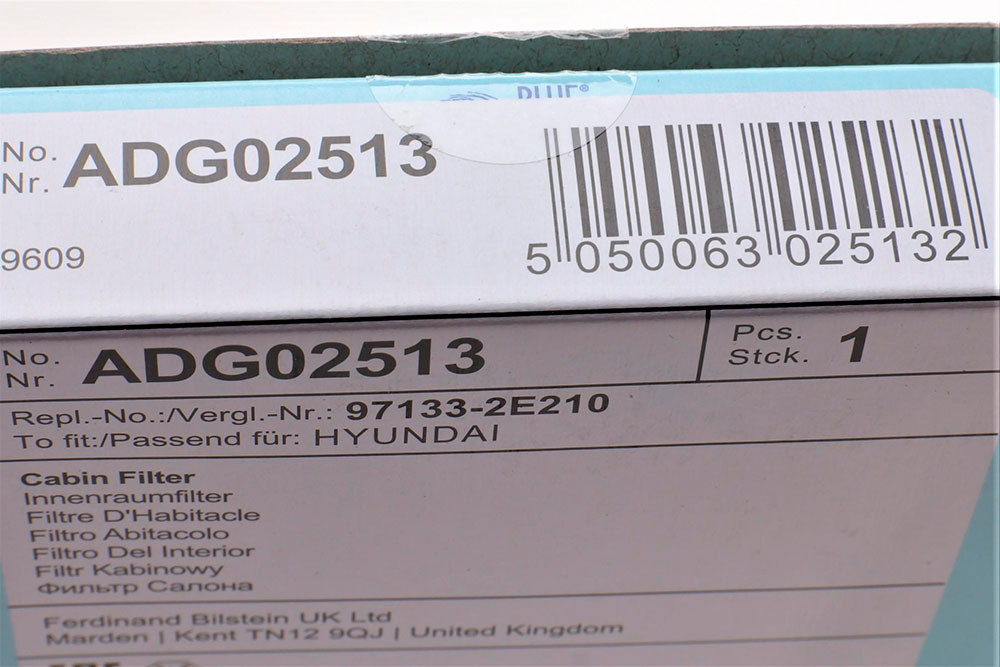 BLUE®
No.
Nr. ADG02513
9609
5 050063 025132
No.
Nr. ADG02513
Pcs.
Stck. 1
Repl.-No.:/Vergl.-Nr.: 97133-2E210
To fit:/Passend für: HYUNDAI
Cabin Filter
Innenraumfilter
Filtre D'Habitacle
Filtro Abitacolo
Filtro Del Interior
Filtr Kabinowy
Фильтр Салона
Ferdinand Bilstein UK Ltd
Marden | Kent TN12 9QJ | United Kingdom